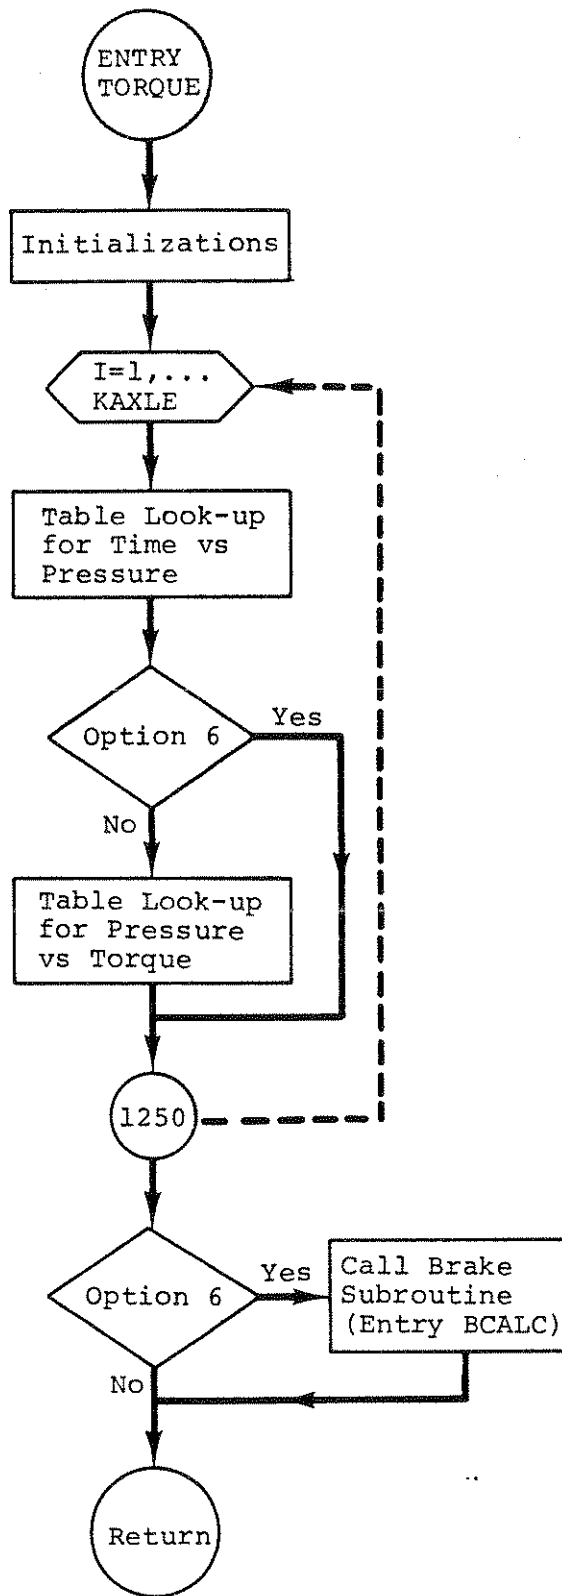 ENTRY
TORQUE
Initializations
I=1,...
KAXLE
Table Look-up
for Time vs
Pressure
Option 6
Yes
No
Table Look-up
for Pressure
vs Torque
1250
Option 6
Yes
Call Brake
Subroutine
(Entry BCALC)
No
Return